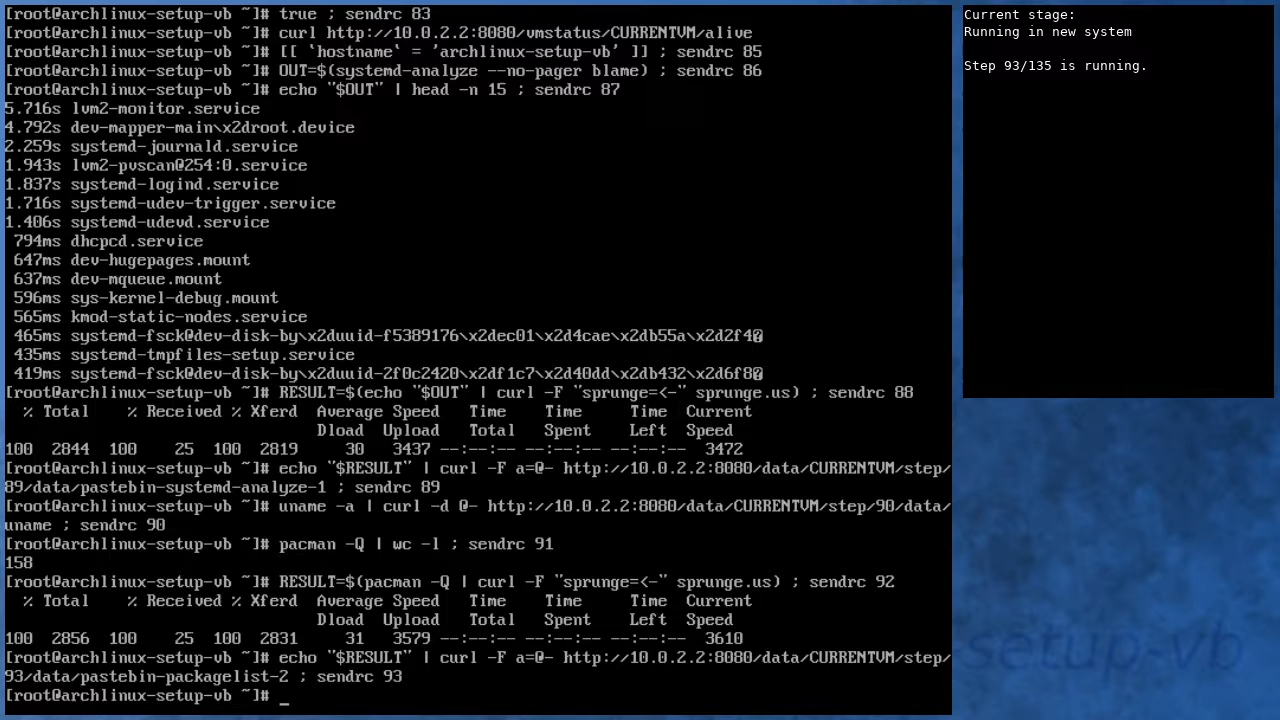 [root@archlinux-setup-vb ~]# true ; sendrc 83
[root@archlinux-setup-vb ~]# curl http://10.0.2.2:8080/vmstatus/CURRENTVM/alive
[root@archlinux-setup-vb ~]# [[ `hostname` = 'archlinux-setup-vb' ]] ; sendrc 85
[root@archlinux-setup-vb ~]# OUT=$(systemd-analyze --no-pager blame) ; sendrc 86
[root@archlinux-setup-vb ~]# echo "$OUT" | head -n 15 ; sendrc 87
5.716s lvm2-monitor.service
4.792s dev-mapper-main\x2droot.device
2.259s systemd-journald.service
1.943s lvm2-pvscan@254:0.service
1.837s systemd-logind.service
1.716s systemd-udev-trigger.service
1.406s systemd-udevd.service
794ms dhcpcd.service
647ms dev-hugepages.mount
637ms dev-mqueue.mount
596ms sys-kernel-debug.mount
565ms kmod-static-nodes.service
465ms systemd-fsck@dev-disk-by\x2duuid-f5389176\x2dec01\x2d4cae\x2db55a\x2d2f4�
435ms systemd-tmpfiles-setup.service
419ms systemd-fsck@dev-disk-by\x2duuid-2f0c2420\x2df1c7\x2d40dd\x2db432\x2d6f8�
[root@archlinux-setup-vb ~]# RESULT=$(echo "$OUT" | curl -F "sprunge=<-" sprunge.us) ; sendrc 88
% Total % Received % Xferd Average Speed Time Time Time Current
Dload Upload Total Spent Left Speed
100 2844 100 25 100 2819 30 3437 --:--:-- --:--:-- --:--:-- 3472
[root@archlinux-setup-vb ~]# echo "$RESULT" | curl -F a=@- http://10.0.2.2:8080/data/CURRENTVM/step/
89/data/pastebin-systemd-analyze-1 ; sendrc 89
[root@archlinux-setup-vb ~]# uname -a | curl -d @- http://10.0.2.2:8080/data/CURRENTVM/step/90/data/
uname ; sendrc 90
[root@archlinux-setup-vb ~]# pacman -Q | wc -l ; sendrc 91
158
[root@archlinux-setup-vb ~]# RESULT=$(pacman -Q | curl -F "sprunge=<-" sprunge.us) ; sendrc 92
% Total % Received % Xferd Average Speed Time Time Time Current
Dload Upload Total Spent Left Speed
100 2856 100 25 100 2831 31 3579 --:--:-- --:--:-- --:--:-- 3610
[root@archlinux-setup-vb ~]# echo "$RESULT" | curl -F a=@- http://10.0.2.2:8080/data/CURRENTVM/step/
93/data/pastebin-packagelist-2 ; sendrc 93
[root@archlinux-setup-vb ~]# _
Current stage:
Running in new system
Step 93/135 is running.
setup-vb